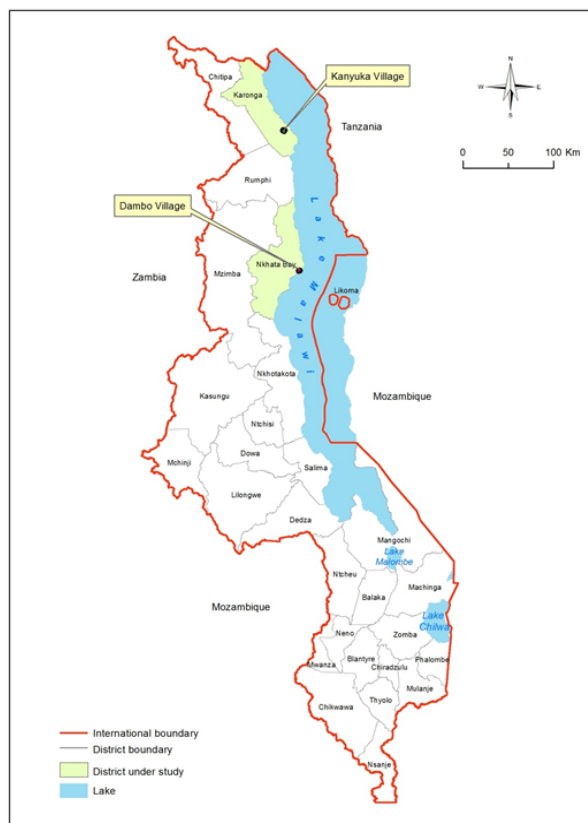 Kanyuka Village
Chitipa
Karonga
Tanzania
N
W
E
S
0 50 100 Km
Rumphi
Dambo Village
Zambia
Mzimba
Nkhata Bay
Lake Malawi
Likoma
Nkhotakota
Kasungu
Mozambique
Ntchisi
Mchinji
Dowa
Salima
Lilongwe
Dedza
Mangochi
Lake
Malombe
Ntcheu
Machinga
Mozambique
Balaka
Lake
Chilwa
Neno
Zomba
Blantyre
Phalombe
Mwanza
Chiradzulu
Mulanje
Chikwawa
Thyolo
Nsanje
International boundary
District boundary
District under study
Lake